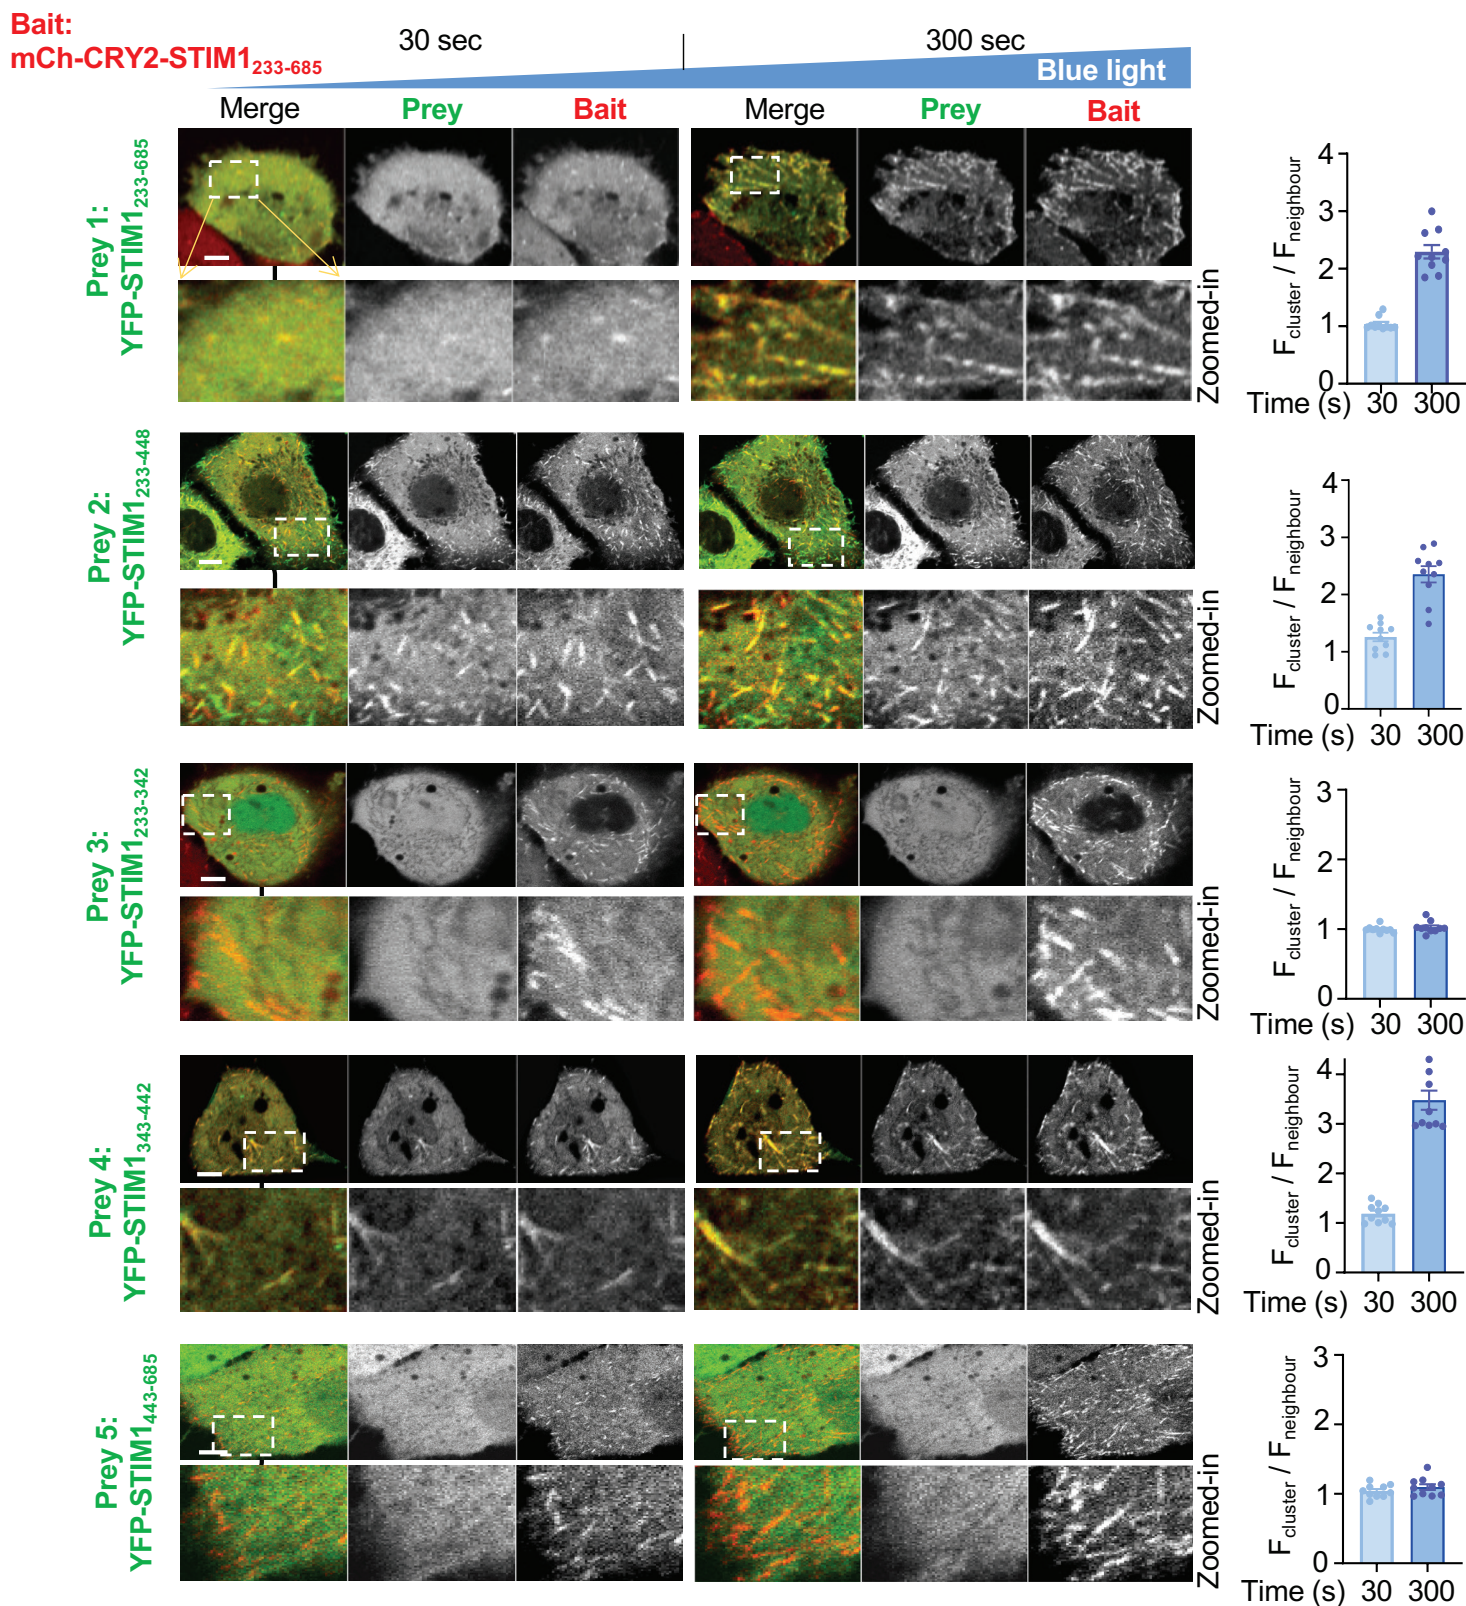 Bait:
mCh-CRY2-STIM1233-685
30 sec
300 sec
Blue light
Merge Prey Bait Merge Prey Bait
Prey 1:
YFP-STIM1233-685
Zoomed-in
Fcluster / Fneighbour
4
3
2
1
0
Time (s) 30 300
Prey 2:
YFP-STIM1233-448
Zoomed-in
Fcluster / Fneighbour
4
3
2
1
0
Time (s) 30 300
Prey 3:
YFP-STIM1233-342
Zoomed-in
Fcluster / Fneighbour
3
2
1
0
Time (s) 30 300
Prey 4:
YFP-STIM1343-442
Zoomed-in
Fcluster / Fneighbour
4
3
2
1
0
Time (s) 30 300
Prey 5:
YFP-STIM1443-685
Zoomed-in
Fcluster / Fneighbour
3
2
1
0
Time (s) 30 300